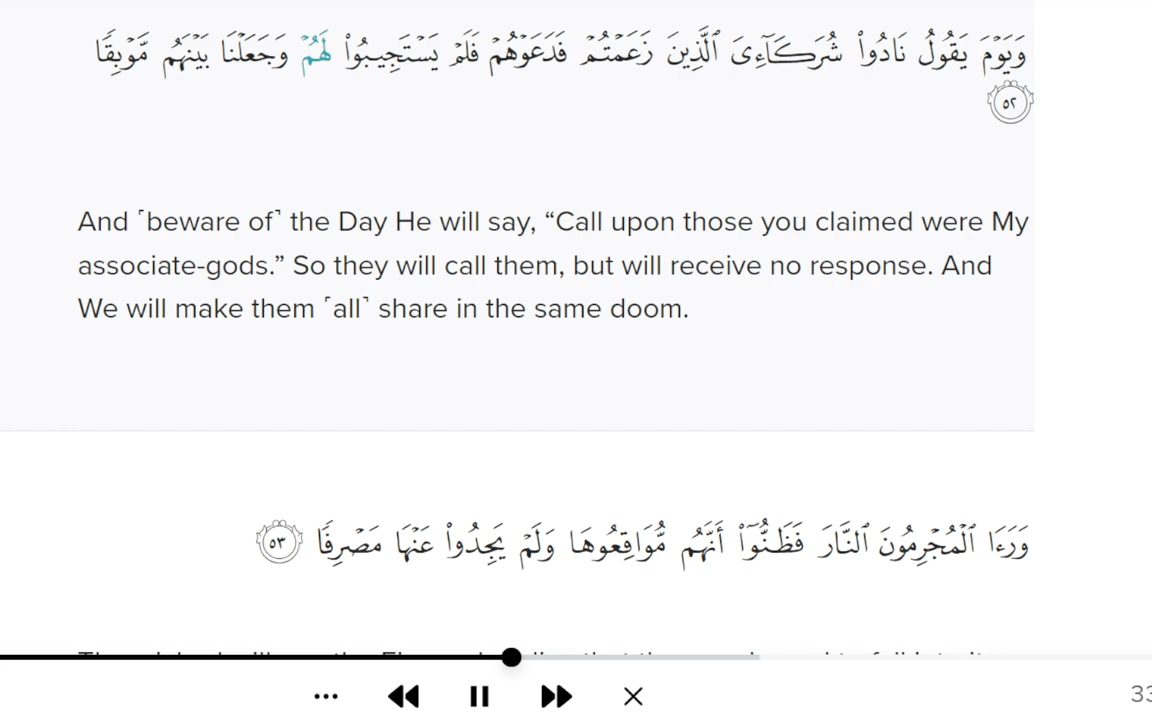 وَيَوْمَ يَقُولُ نَادُوا۟ شُرَكَآءِىَ ٱلَّذِينَ زَعَمْتُمْ فَدَعَوْهُمْ فَلَمْ يَسْتَجِيبُوا۟ لَهُمْ وَجَعَلْنَا بَيْنَهُم مَّوْبِقًا
٥٢
And ˹beware of˺ the Day He will say, “Call upon those you claimed were My
associate-gods.” So they will call them, but will receive no response. And
We will make them ˹all˺ share in the same doom.
وَرَءَا ٱلْمُجْرِمُونَ ٱلنَّارَ فَظَنُّوٓا۟ أَنَّهُم مُّوَاقِعُوهَا وَلَمْ يَجِدُوا۟ عَنْهَا مَصْرِفًا ٥٣